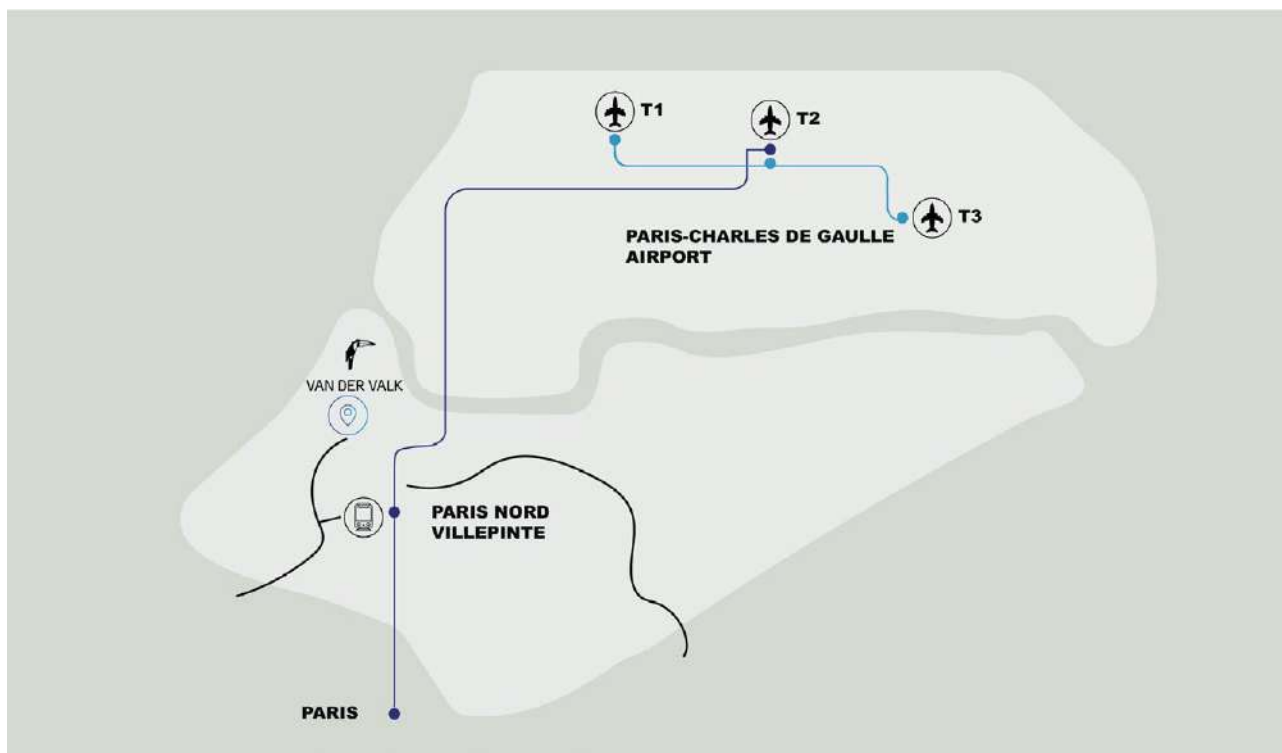 T1
T2
T3
PARIS-CHARLES DE GAULLE
AIRPORT
VAN DER VALK
PARIS NORD
VILLEPINTE
PARIS